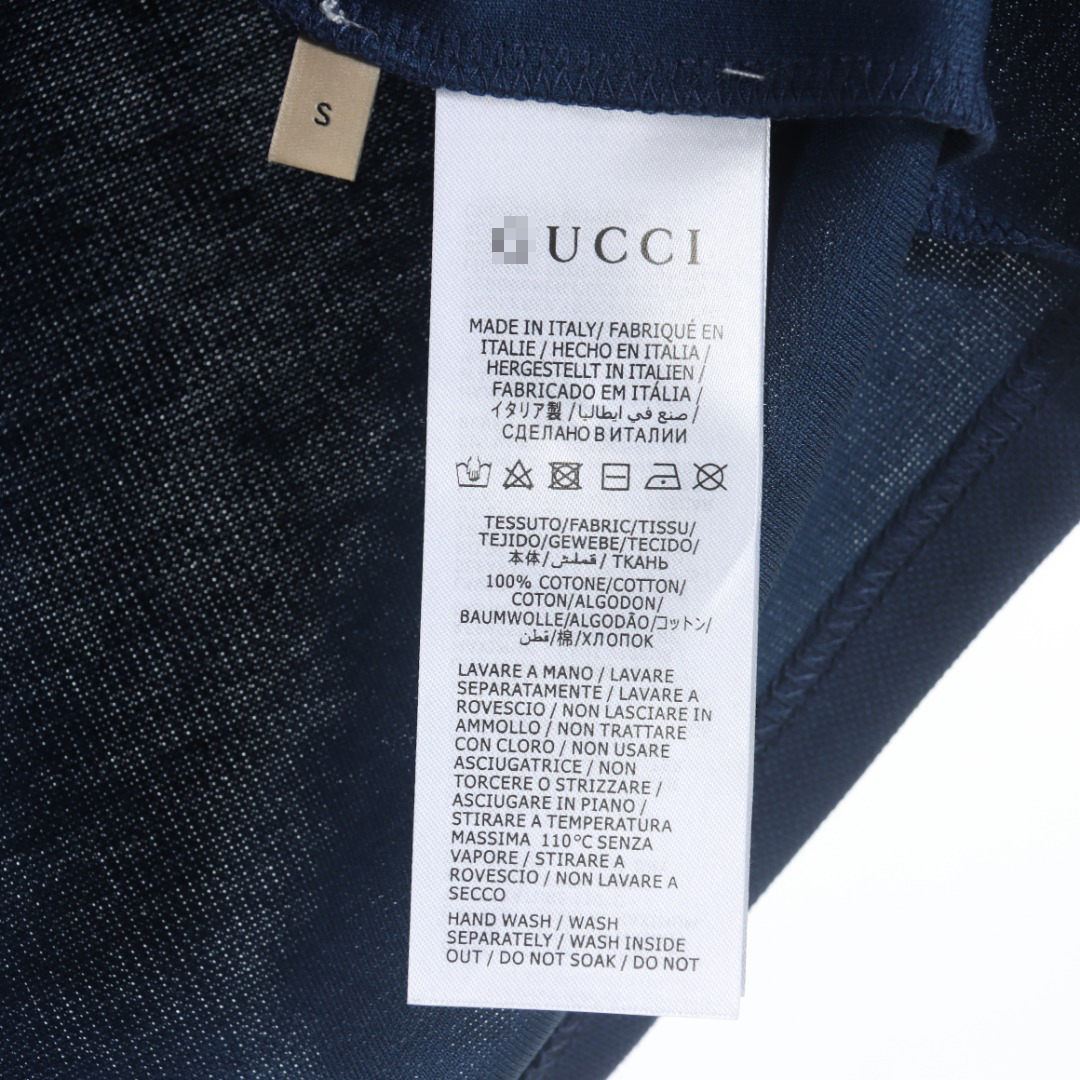 S
UCCI
MADE IN ITALY/ FABRIQUÉ EN
ITALIE / HECHO EN ITALIA /
HERGESTELLT IN ITALIEN /
FABRICADO EM ITÁLIA /
イタリア製 / صنع في ايطاليا /
СДЕЛАНО В ИТАЛИИ
TESSUTO/FABRIC/TISSU/
TEJIDO/GEWEBE/TECIDO/
本体/قملش/ ТКАНЬ
100% COTONE/COTTON/
COTON/ALGODON/
BAUMWOLLE/ALGODÃO/コットン/
قطن/棉/ХЛОПОК
LAVARE A MANO / LAVARE
SEPARATAMENTE / LAVARE A
ROVESCIO / NON LASCIARE IN
AMMOLLO / NON TRATTARE
CON CLORO / NON USARE
ASCIUGATRICE / NON
TORCERE O STRIZZARE /
ASCIUGARE IN PIANO /
STIRARE A TEMPERATURA
MASSIMA 110°C SENZA
VAPORE / STIRARE A
ROVESCIO / NON LAVARE A
SECCO
HAND WASH / WASH
SEPARATELY / WASH INSIDE
OUT / DO NOT SOAK / DO NOT